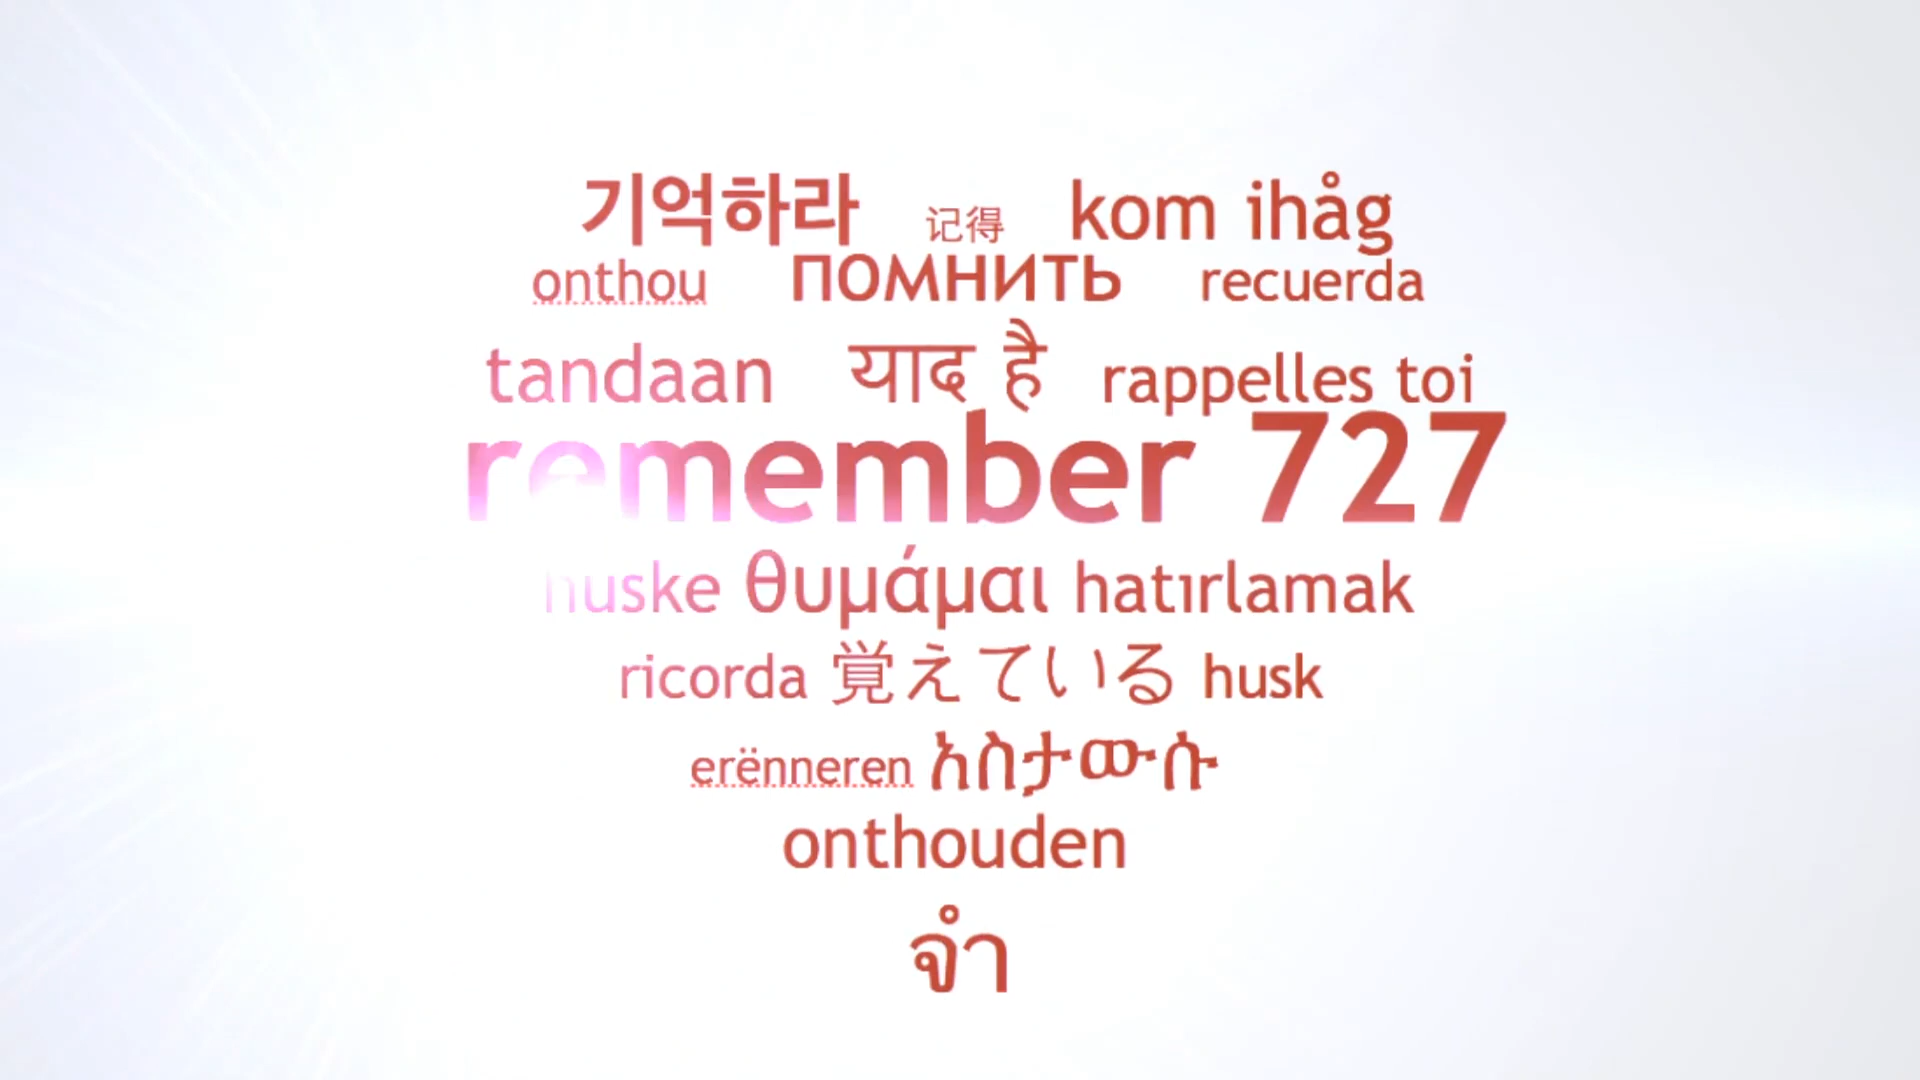 기억하라 记得 kom ihåg
onthou помнить recuerda
tandaan याद है rappelles toi
remember 727
huske θυμάμαι hatırlamak
ricorda 覚えている husk
erënneren አስታውሱ
onthouden
จำ